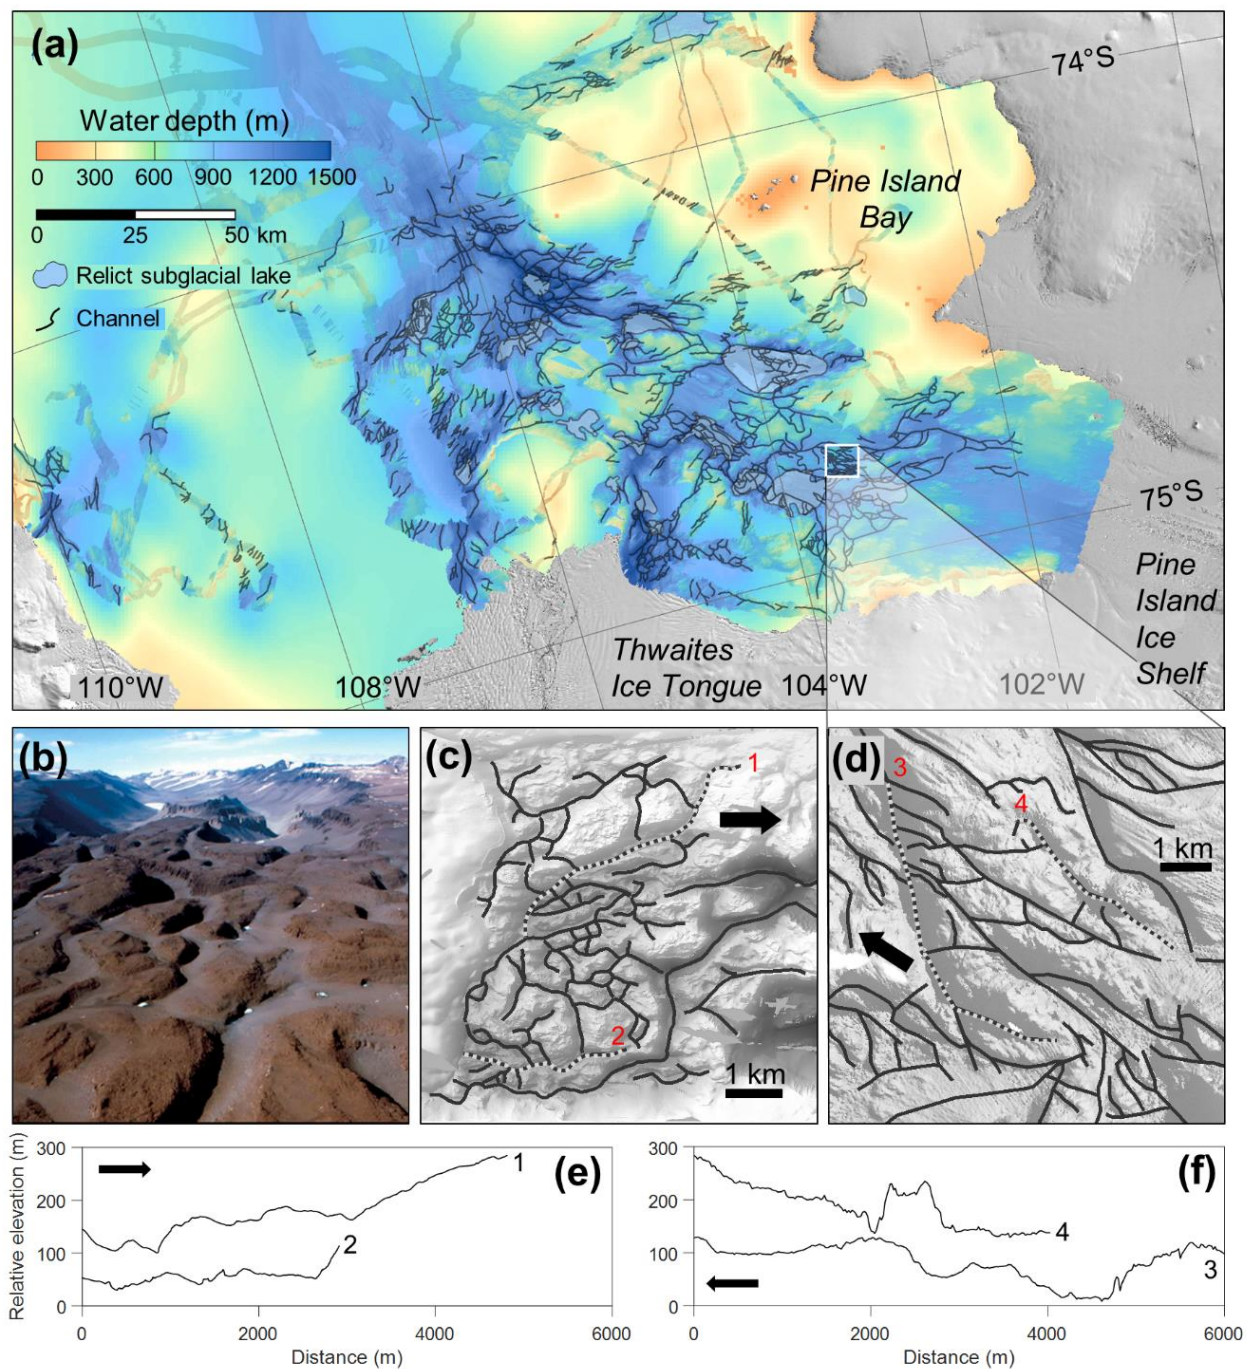 (a)
74°S
Water depth (m)
0 300 600 900 1200 1500
0 25 50 km
Relict subglacial lake
Channel
Pine Island
Bay
75°S
Pine
Island
Ice
Shelf
Thwaites
Ice Tongue
110°W
108°W
104°W
102°W
(b)
(c)
1
2
1 km
(d)
3
4
1 km
Relative elevation (m)
300
200
100
0
(e)
1
2
0 2000 4000 6000
Distance (m)
300
200
100
0
(f)
4
3
0 2000 4000 6000
Distance (m)